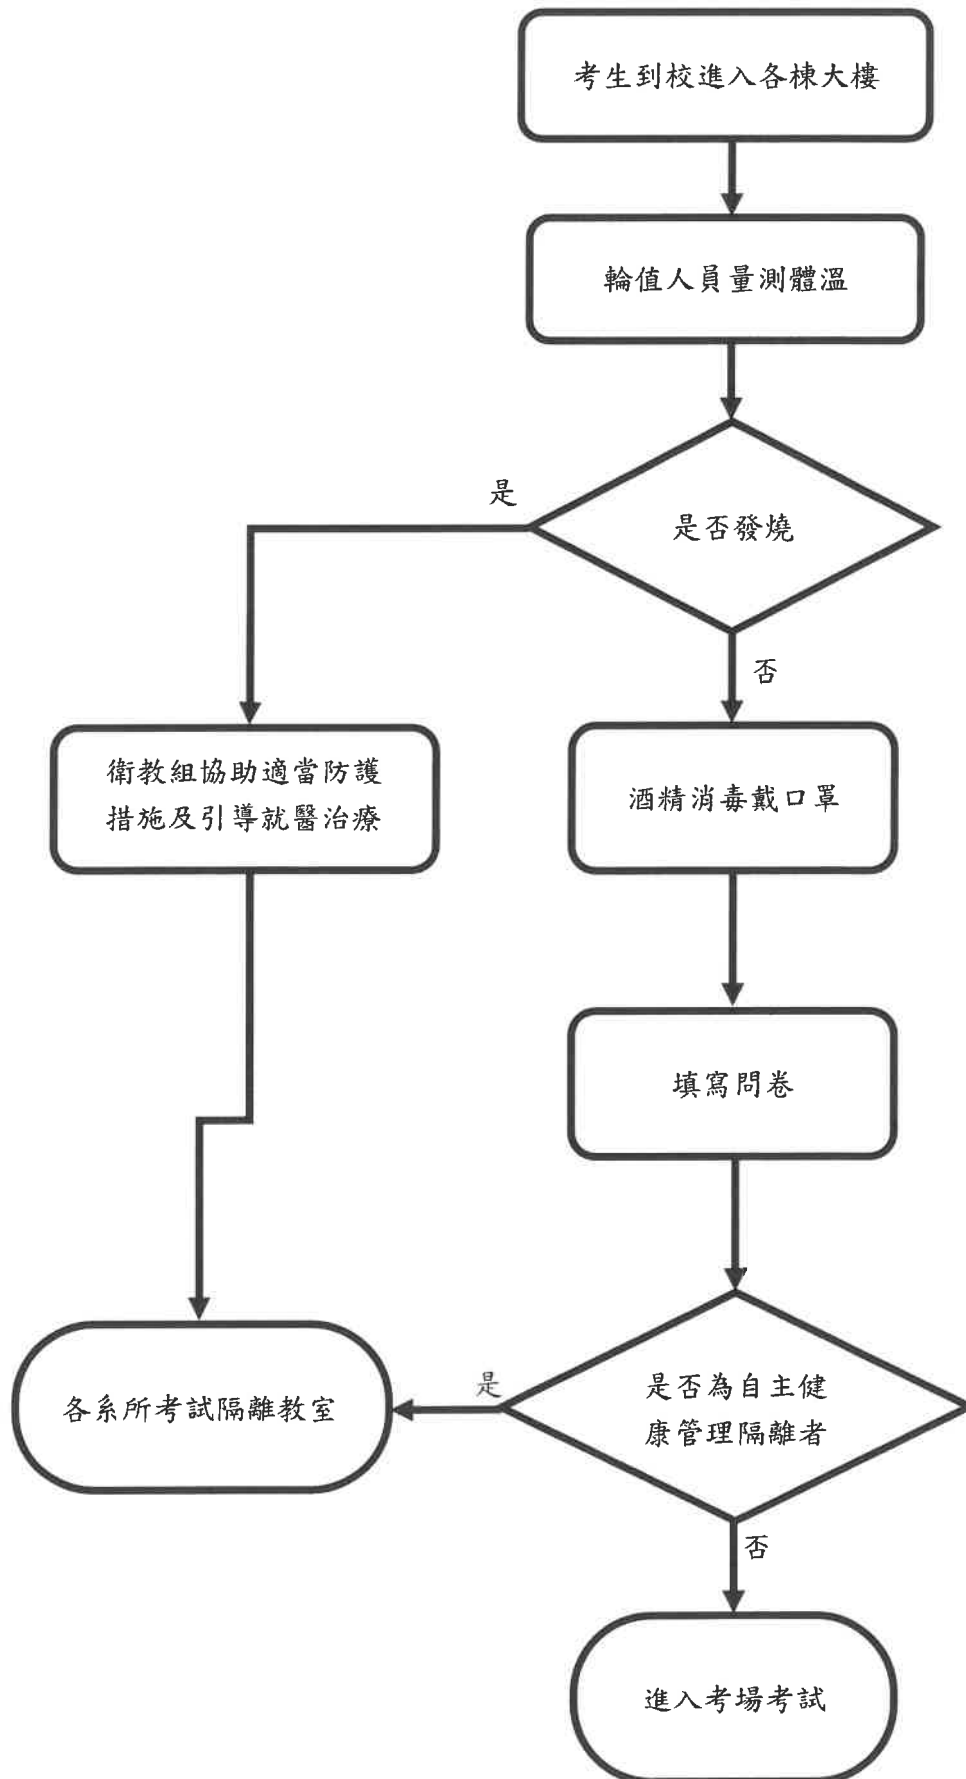 考生到校進入各棟大樓
輪值人員量測體溫
是否發燒
是
否
衛教組協助適當防護
措施及引導就醫治療
酒精消毒戴口罩
填寫問卷
是否為自主健
康管理隔離者
是
各系所考試隔離教室
否
進入考場考試